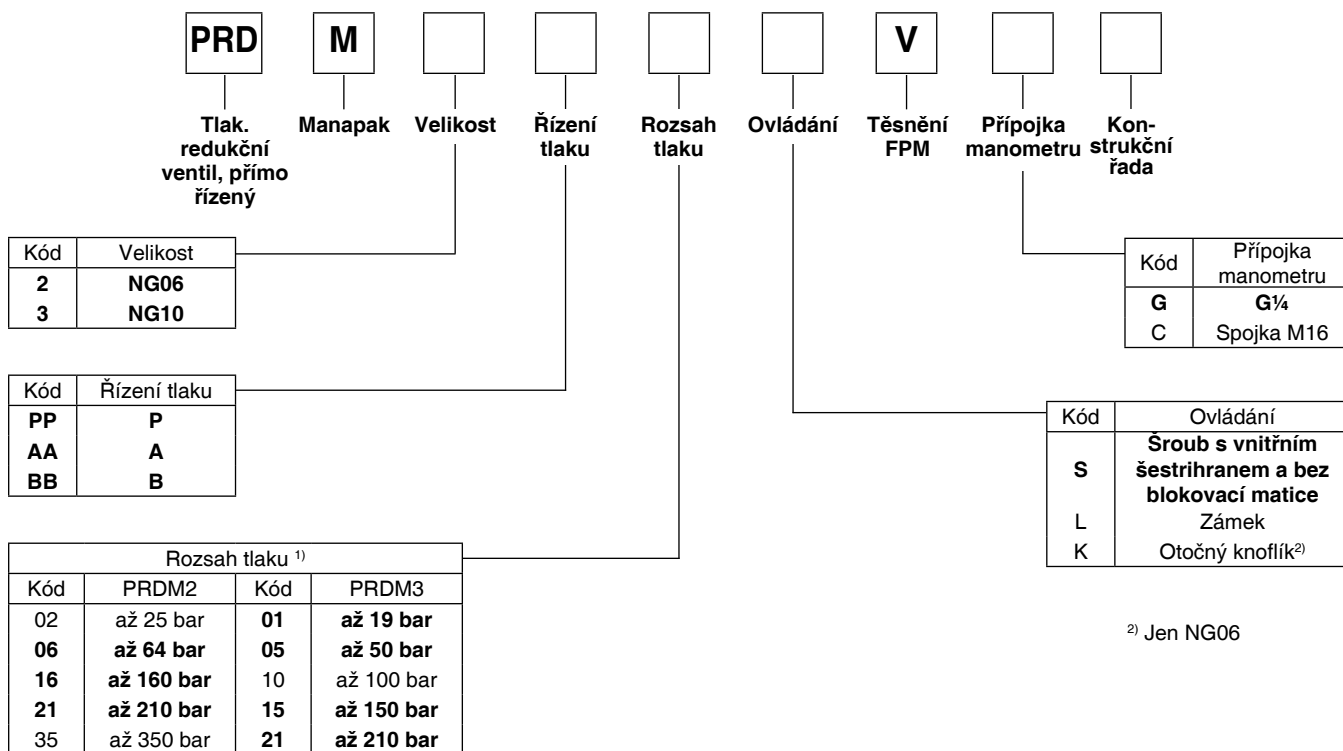 PRD M V
Tlak.
redukční
ventil, přímo
řízený
Manapak
Velikost
Řízení
tlaku
Rozsah
tlaku
Ovládání
Těsnění
FPM
Přípojka
manometru
Kon-
strukční
řada
Kód Velikost
2 NG06
3 NG10
Kód Přípojka
manometru
G G¼
C Spojka M16
Kód Řízení tlaku
PP P
AA A
BB B
Kód Ovládání
S Šroub s vnitřním
šestrihranem a bez
blokovací matice
L Zámek
K Otočný knoflík2)
Rozsah tlaku 1)
Kód PRDM2 Kód PRDM3
02 až 25 bar 01 až 19 bar
06 až 64 bar 05 až 50 bar
16 až 160 bar 10 až 100 bar
21 až 210 bar 15 až 150 bar
35 až 350 bar 21 až 210 bar
2) Jen NG06